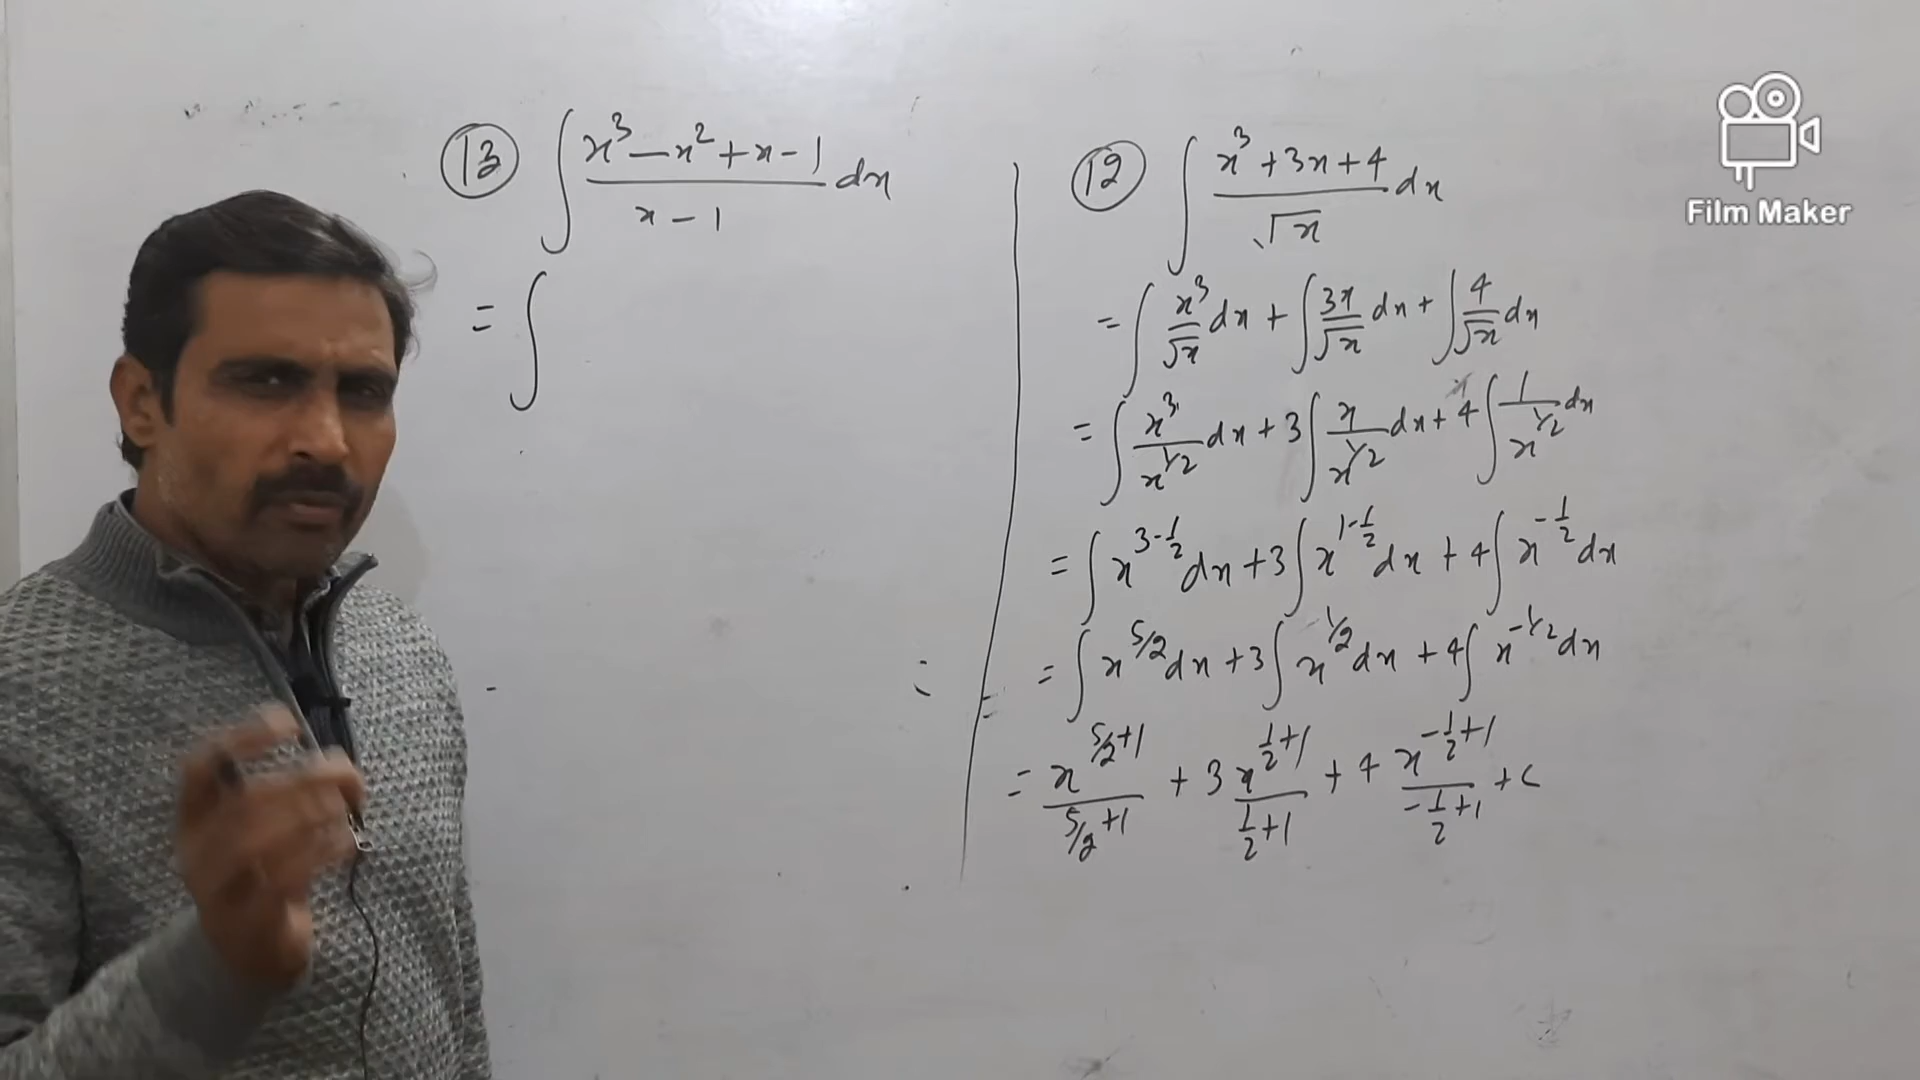 ⑬ ∫ (x³ – x² + x – 1)/(x – 1) dx
= ∫
⑫ ∫ (x³ + 3x + 4)/√x dx
= ∫ x³/√x dx + ∫ 3x/√x dx + ∫ 4/√x dx
= ∫ x³/x^(1/2) dx + 3∫ x/x^(1/2) dx + 4∫ 1/x^(1/2) dx
= ∫ x^(3-1/2) dx + 3∫ x^(1-1/2) dx + 4∫ x^(-1/2) dx
= ∫ x^(5/2) dx + 3∫ x^(1/2) dx + 4∫ x^(-1/2) dx
= x^(5/2+1)/(5/2+1) + 3 x^(1/2+1)/(1/2+1) + 4 x^(-1/2+1)/(-1/2+1) + c
Film Maker